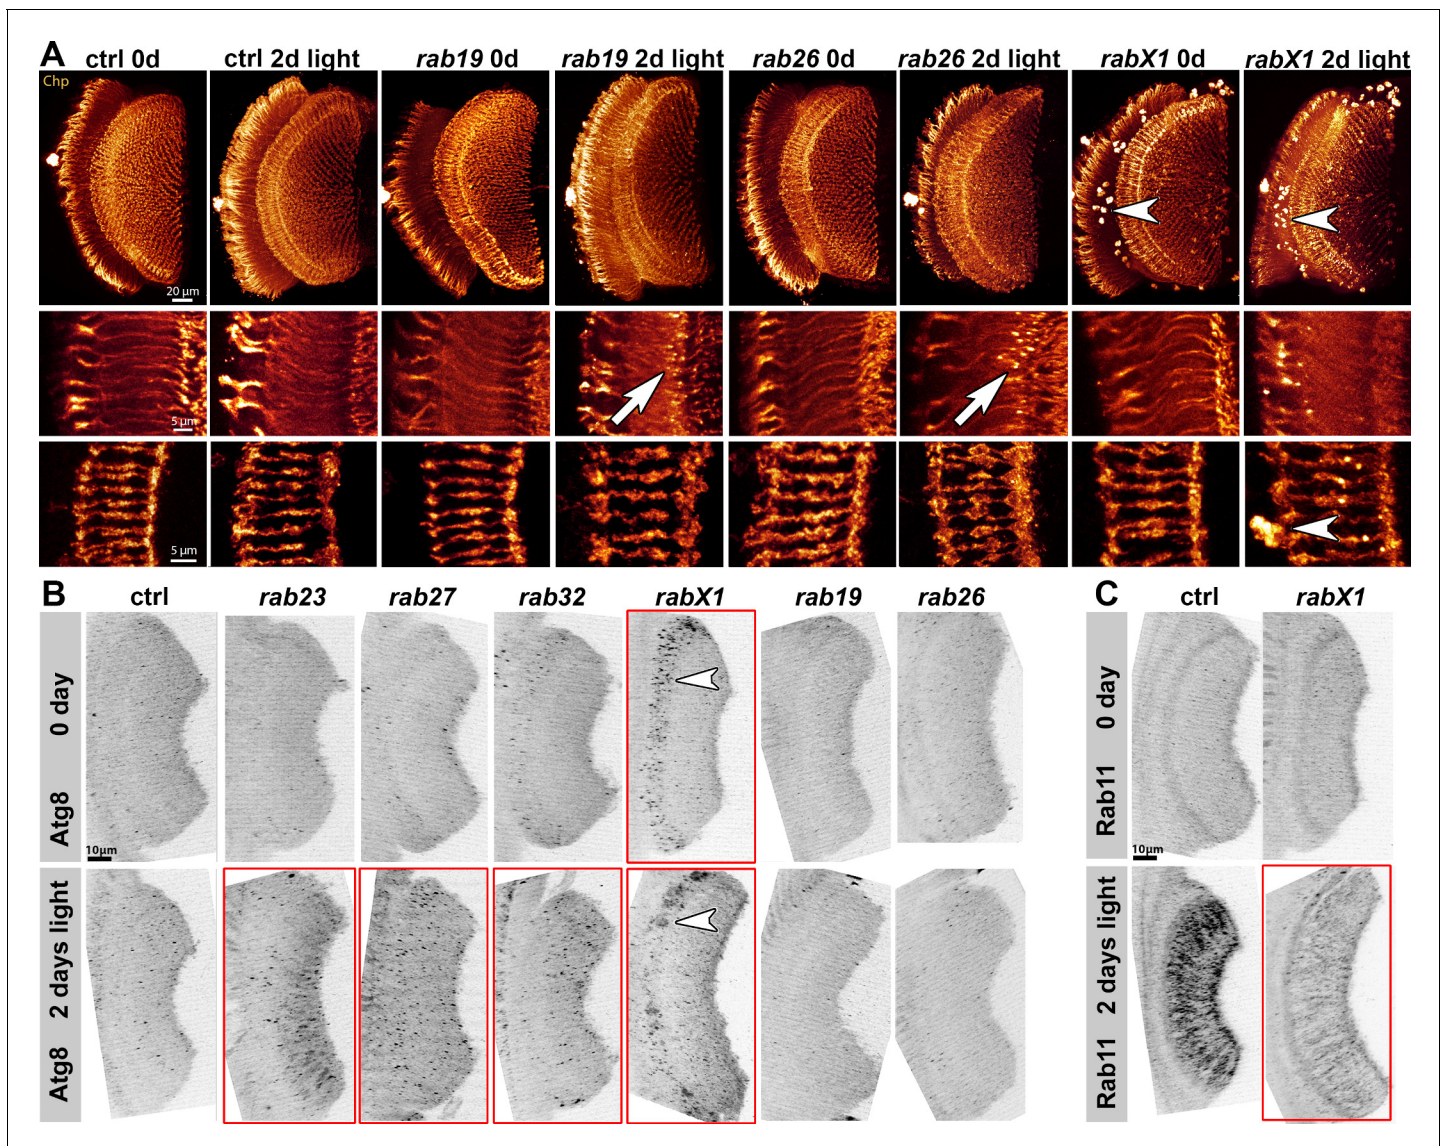 A
ctrl 0d
ctrl 2d light
rab19 0d
rab19 2d light
rab26 0d
rab26 2d light
rabX1 0d
rabX1 2d light
Chp
20 µm
5 µm
5 µm
B
ctrl
rab23
rab27
rab32
rabX1
rab19
rab26
Atg8 0 day
10µm
Atg8 2 days light
C
ctrl
rabX1
Rab11 0 day
10µm
Rab11 2 days light